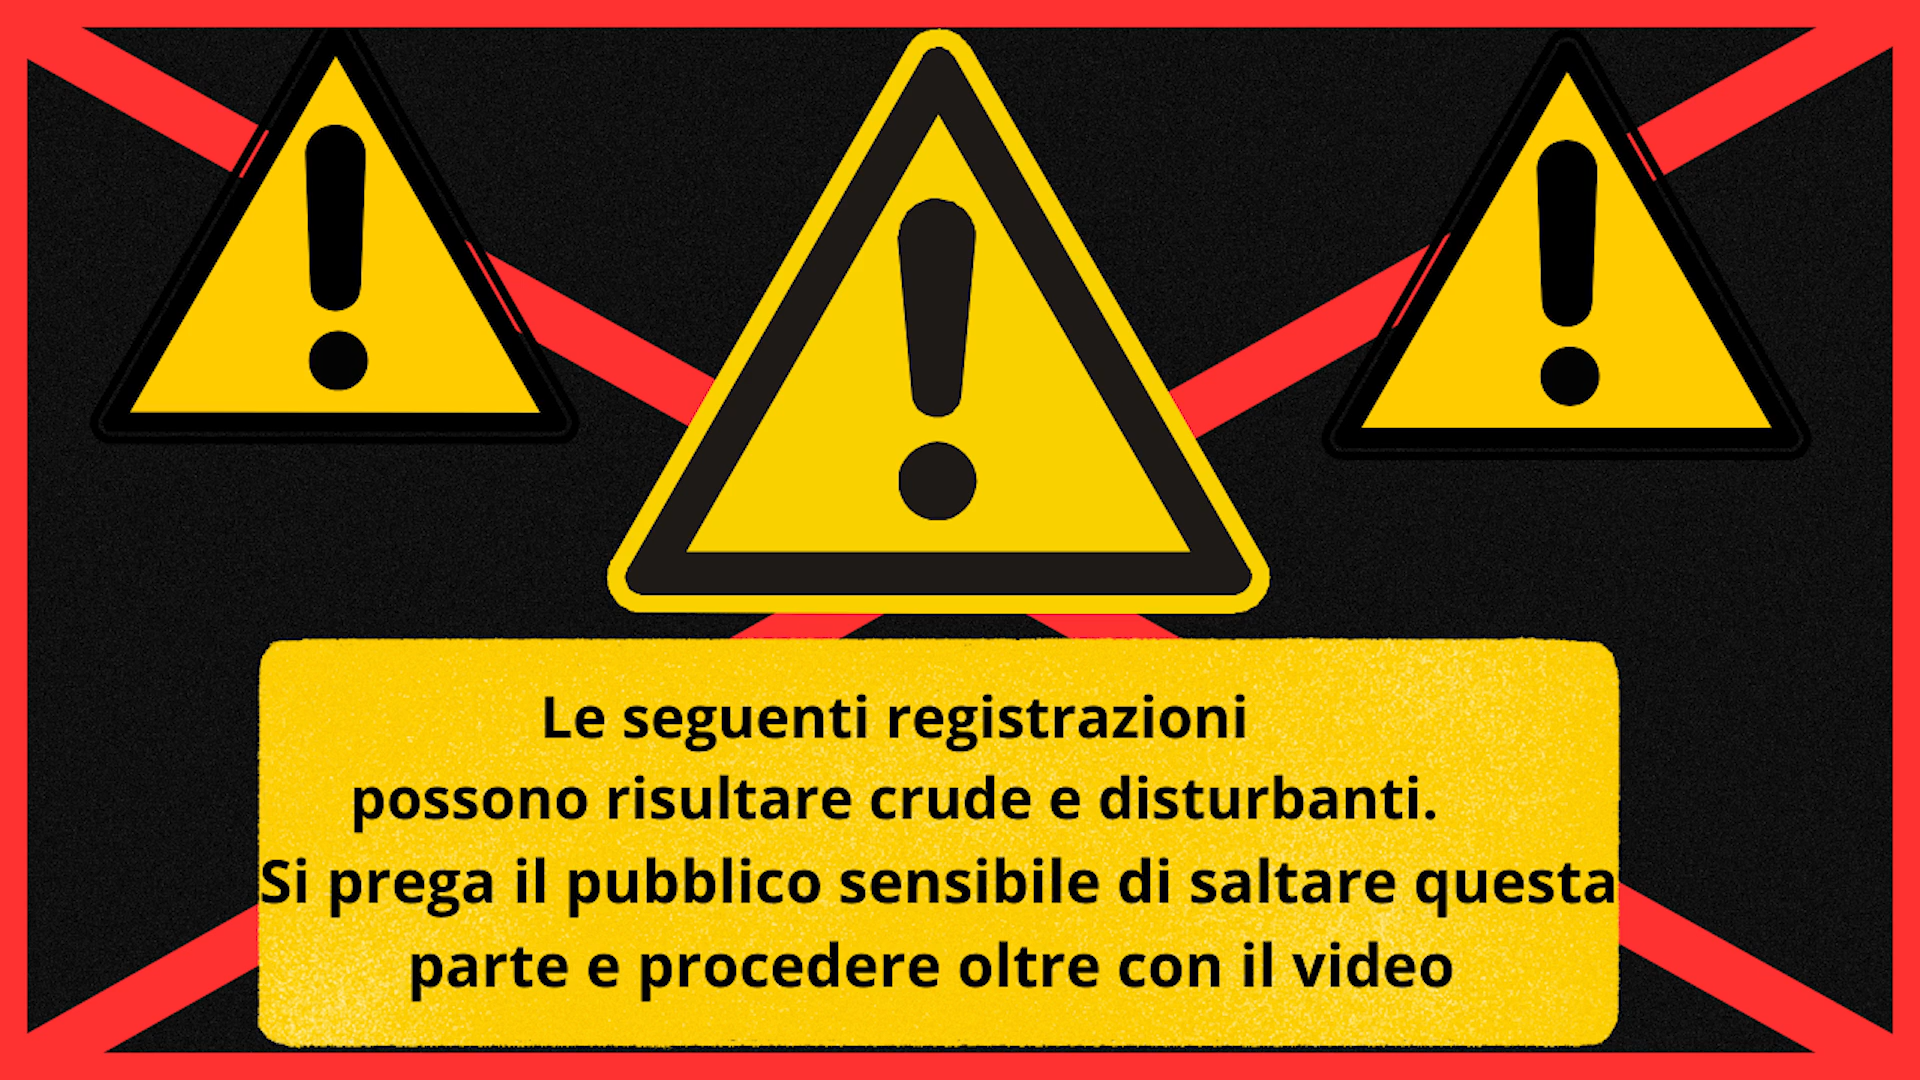 Le seguenti registrazioni
possono risultare crude e disturbanti.
Si prega il pubblico sensibile di saltare questa
parte e procedere oltre con il video